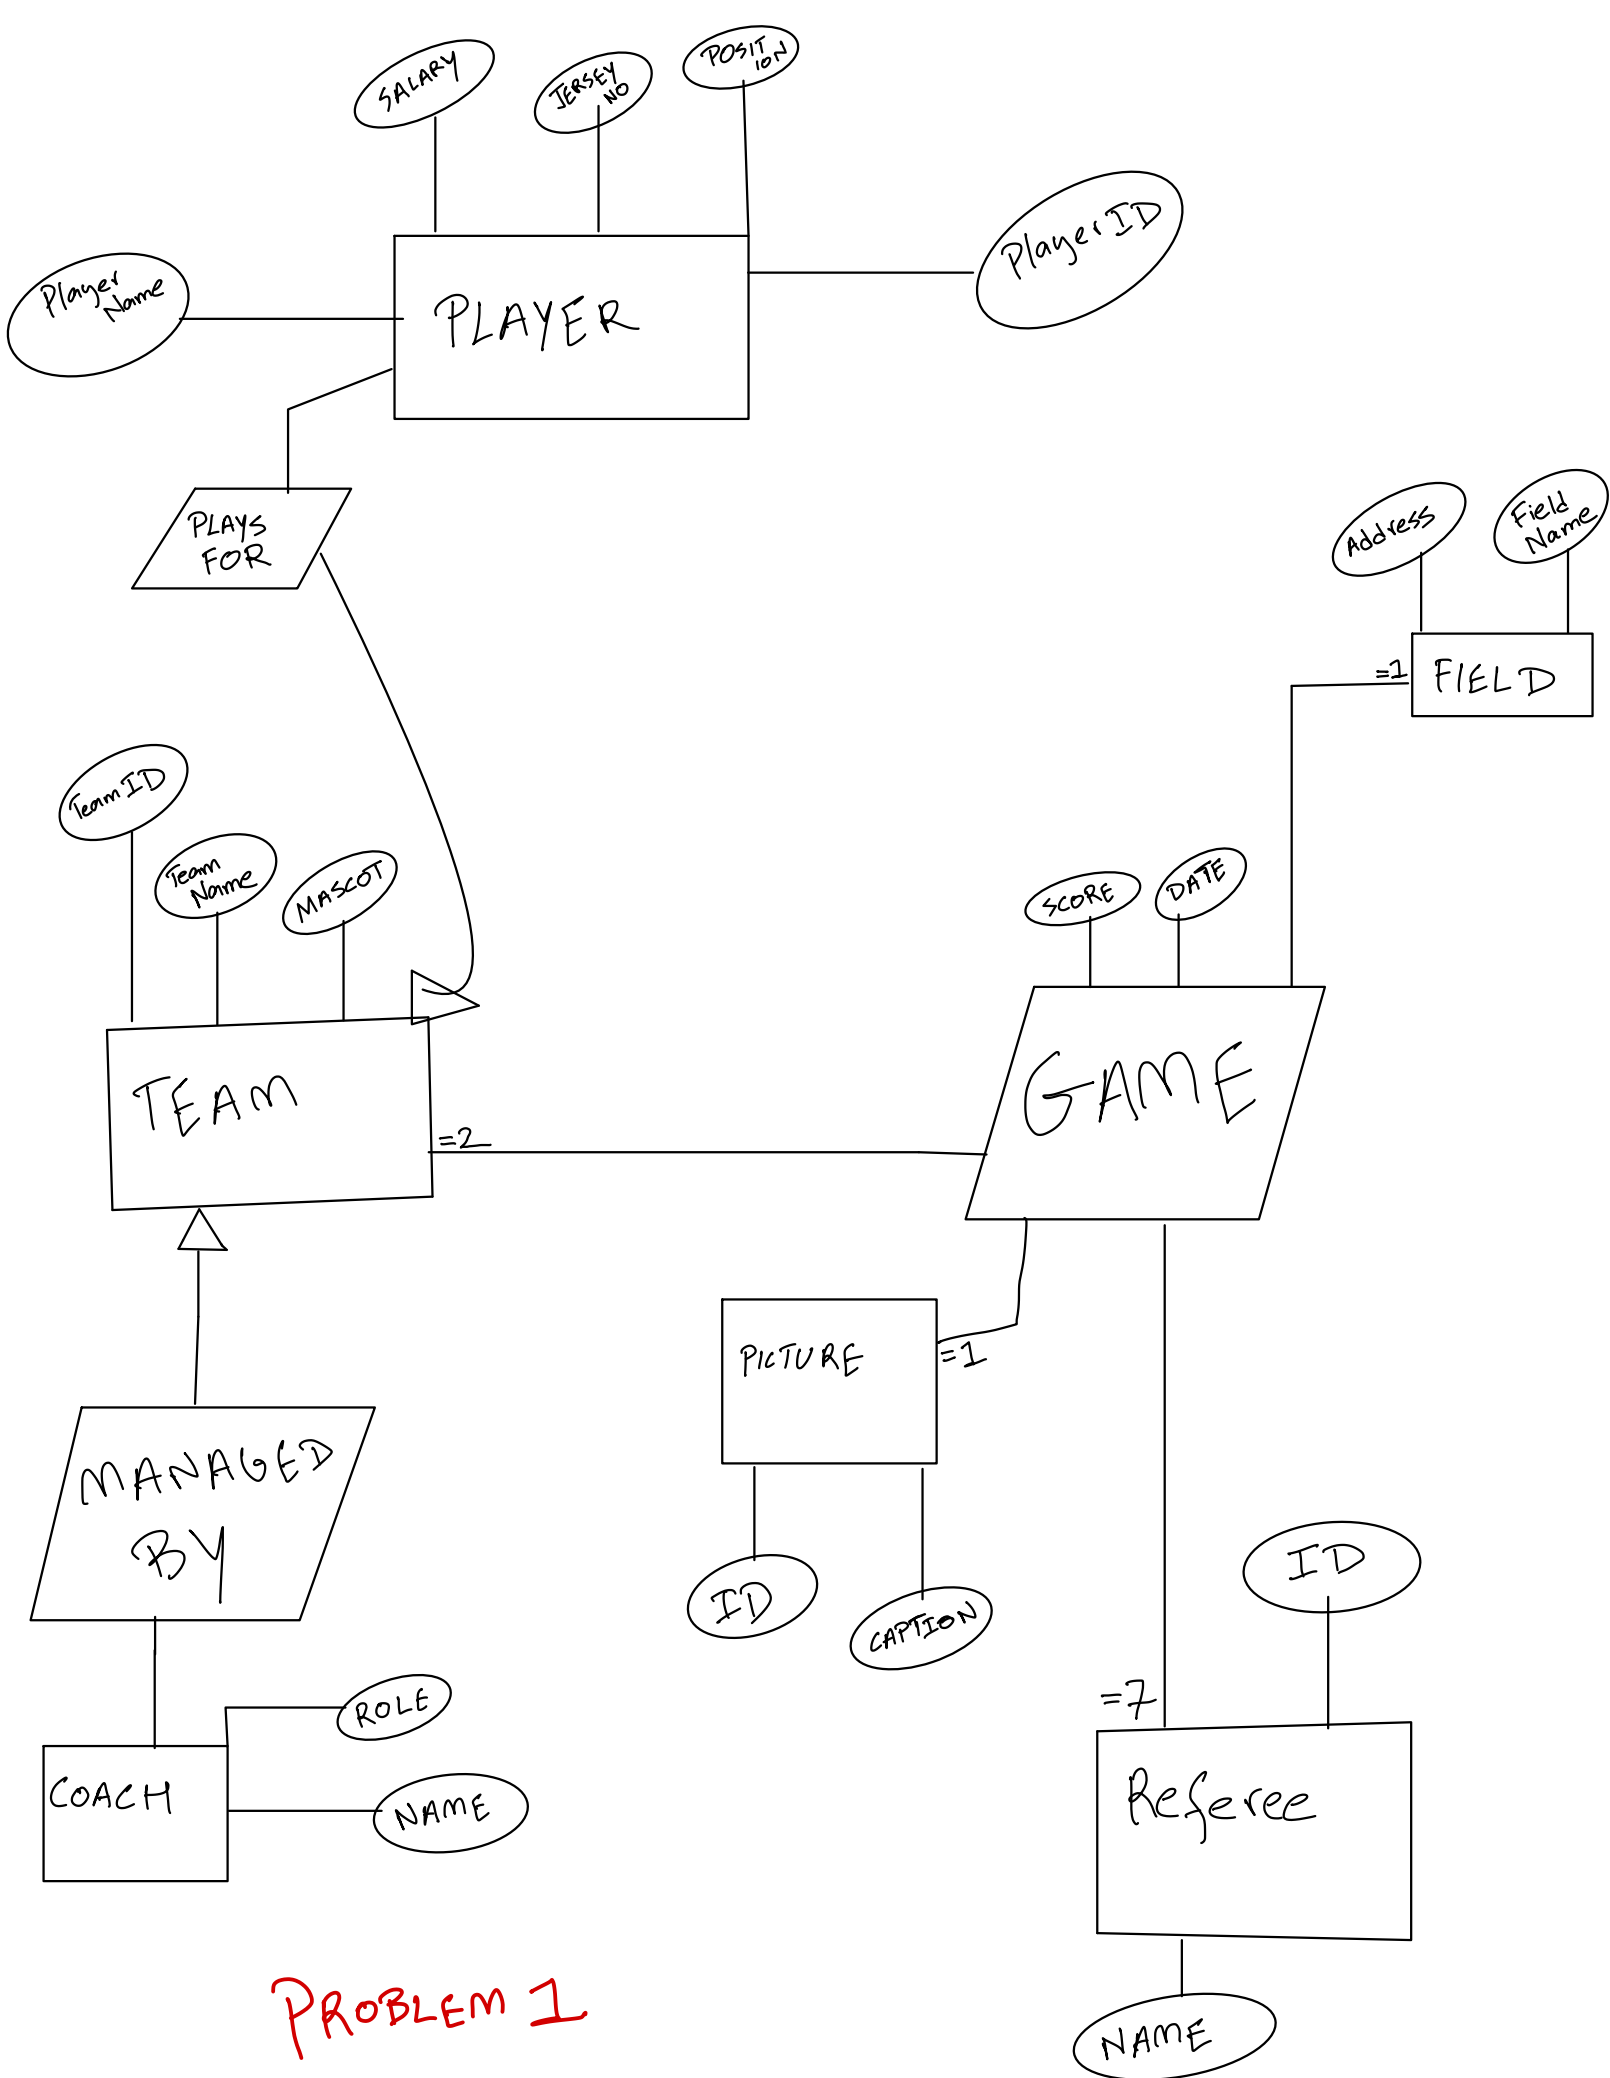 SALARY
JERSEY
NO
POSIT
ION
Player
Name
PLAYER
PlayerID
PLAYS
FOR
Address
Field
Name
=1
FIELD
TeamID
Team
Name
MASCOT
SCORE
DATE
TEAM
=2
GAME
PICTURE
=1
MANAGED
BY
ID
CAPTION
ID
ROLE
=7
COACH
NAME
Referee
PROBLEM 1
NAME